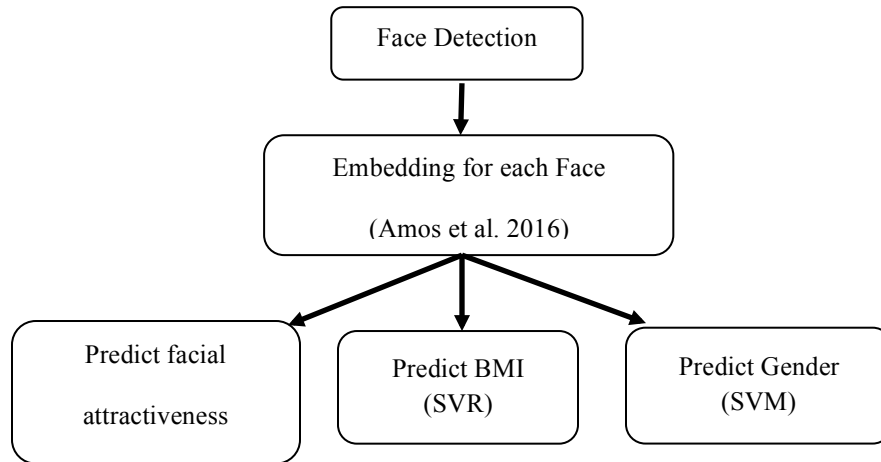 Face Detection
Embedding for each Face
(Amos et al. 2016)
Predict facial
attractiveness
Predict BMI
(SVR)
Predict Gender
(SVM)